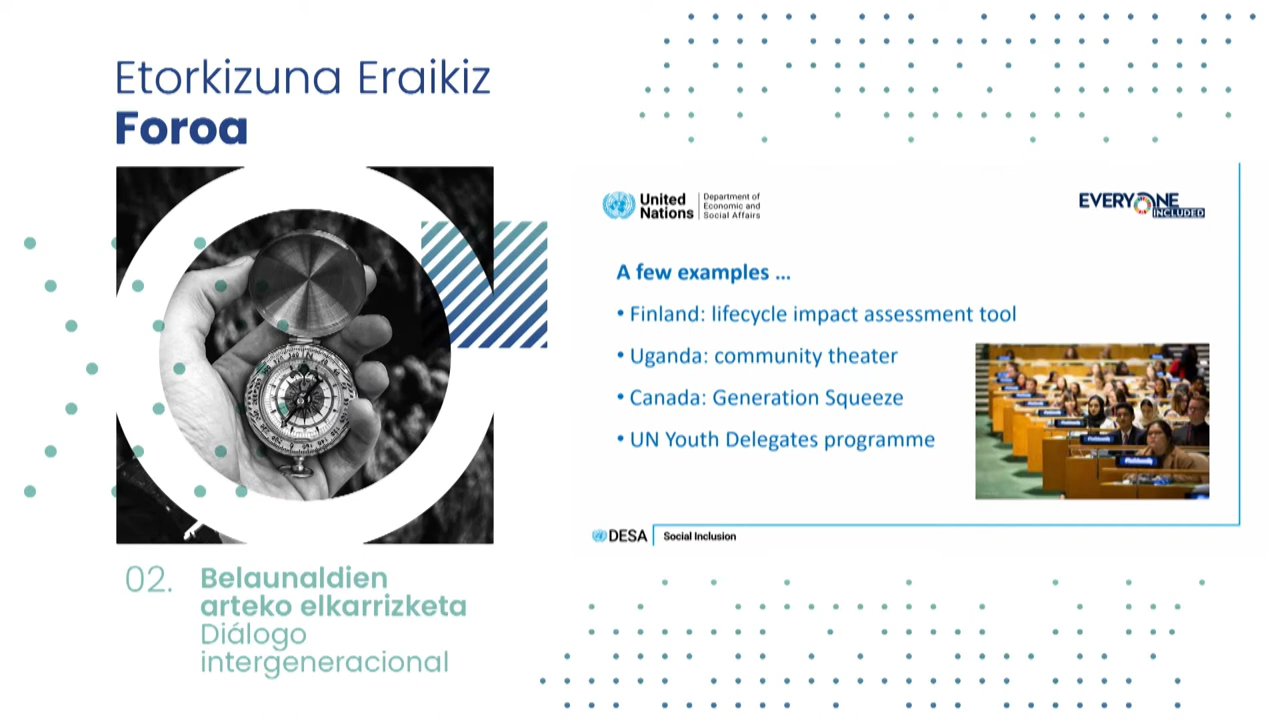 Etorkizuna Eraikiz
Foroa
02.
Belaunaldien
arteko elkarrizketa
Diálogo
intergeneracional
United
Nations
Department of
Economic and
Social Affairs
EVERYONE
INCLUDED
A few examples ...
• Finland: lifecycle impact assessment tool
• Uganda: community theater
• Canada: Generation Squeeze
• UN Youth Delegates programme
DESA
Social Inclusion